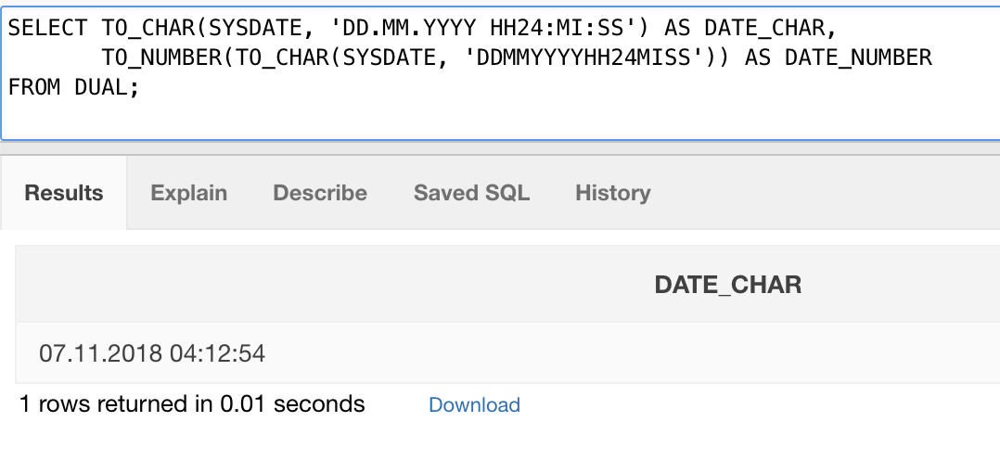 SELECT TO_CHAR(SYSDATE, 'DD.MM.YYYY HH24:MI:SS') AS DATE_CHAR,
TO_NUMBER(TO_CHAR(SYSDATE, 'DDMMYYYYHH24MISS')) AS DATE_NUMBER
FROM DUAL;
Results Explain Describe Saved SQL History
DATE_CHAR
07.11.2018 04:12:54
1 rows returned in 0.01 seconds Download